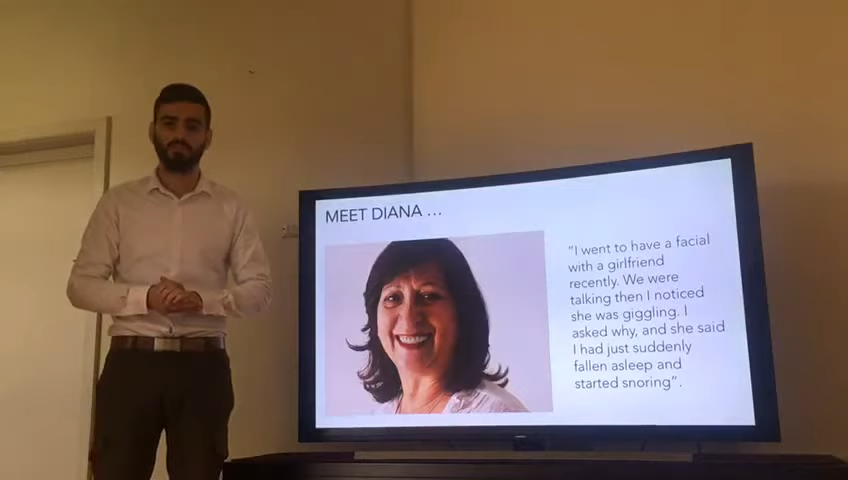 MEET DIANA ...
"I went to have a facial
with a girlfriend
recently. We were
talking then I noticed
she was giggling. I
asked why, and she said
I had just suddenly
fallen asleep and
started snoring".